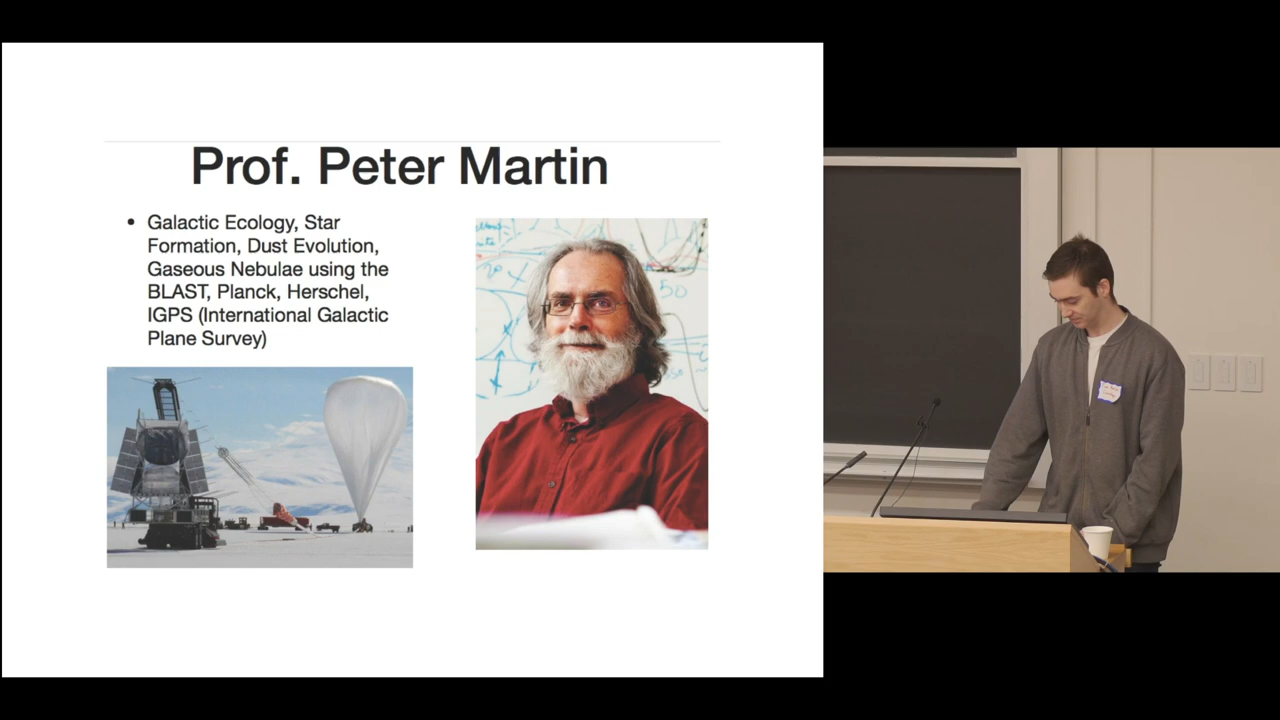 Prof. Peter Martin
• Galactic Ecology, Star
Formation, Dust Evolution,
Gaseous Nebulae using the
BLAST, Planck, Herschel,
IGPS (International Galactic
Plane Survey)
50